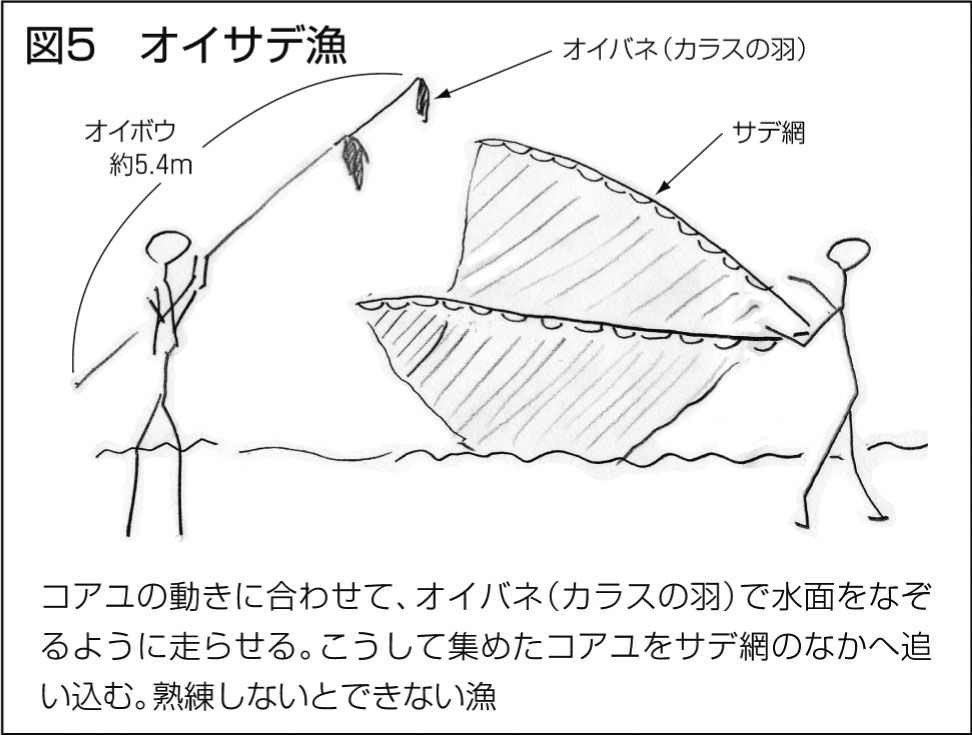 図5　オイサデ漁
オイバネ（カラスの羽）
オイボウ
約5.4m
サデ網
コアユの動きに合わせて、オイバネ（カラスの羽）で水面をなぞ
るように走らせる。こうして集めたコアユをサデ網のなかへ追
い込む。熟練しないとできない漁